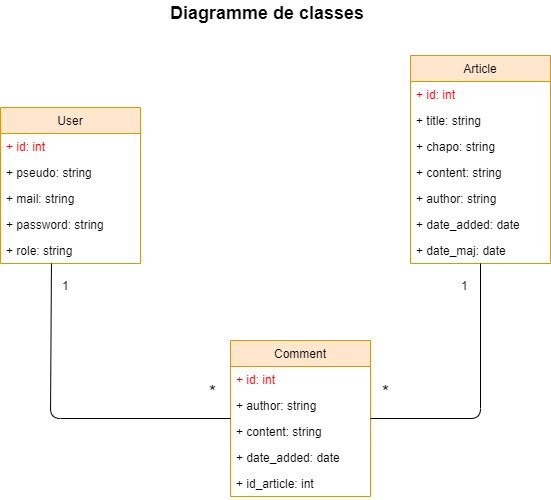 Diagramme de classes
User
+ id: int
+ pseudo: string
+ mail: string
+ password: string
+ role: string
1
Article
+ id: int
+ title: string
+ chapo: string
+ content: string
+ author: string
+ date_added: date
+ date_maj: date
1
*
Comment
+ id: int
+ author: string
+ content: string
+ date_added: date
+ id_article: int
*